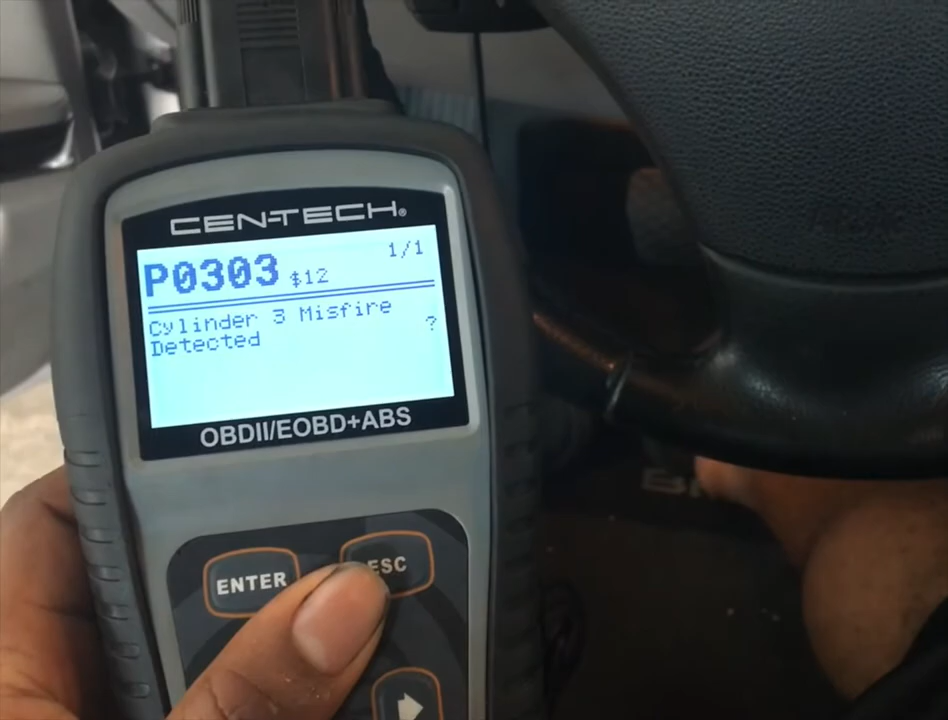 CEN-TECH®
1/1
P0303 $12
Cylinder 3 Misfire
Detected ?
OBDII/EOBD+ABS
ENTER
ESC